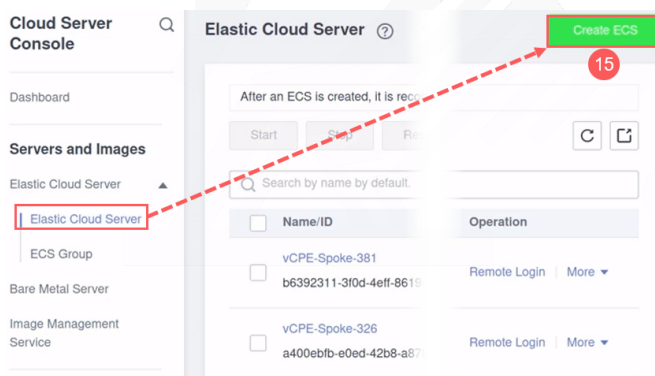 Cloud Server
Console
Elastic Cloud Server
Create ECS
15
Dashboard
After an ECS is created, it is
Servers and Images
Start
Stop
Elastic Cloud Server
Search by name by default.
Elastic Cloud Server
Name/ID
Operation
ECS Group
vCPE-Spoke-381
b6392311-3f0d-4eff-8619
Remote Login
More
Bare Metal Server
Image Management
Service
vCPE-Spoke-326
a400ebfb-e0ed-42b8-a87
Remote Login
More